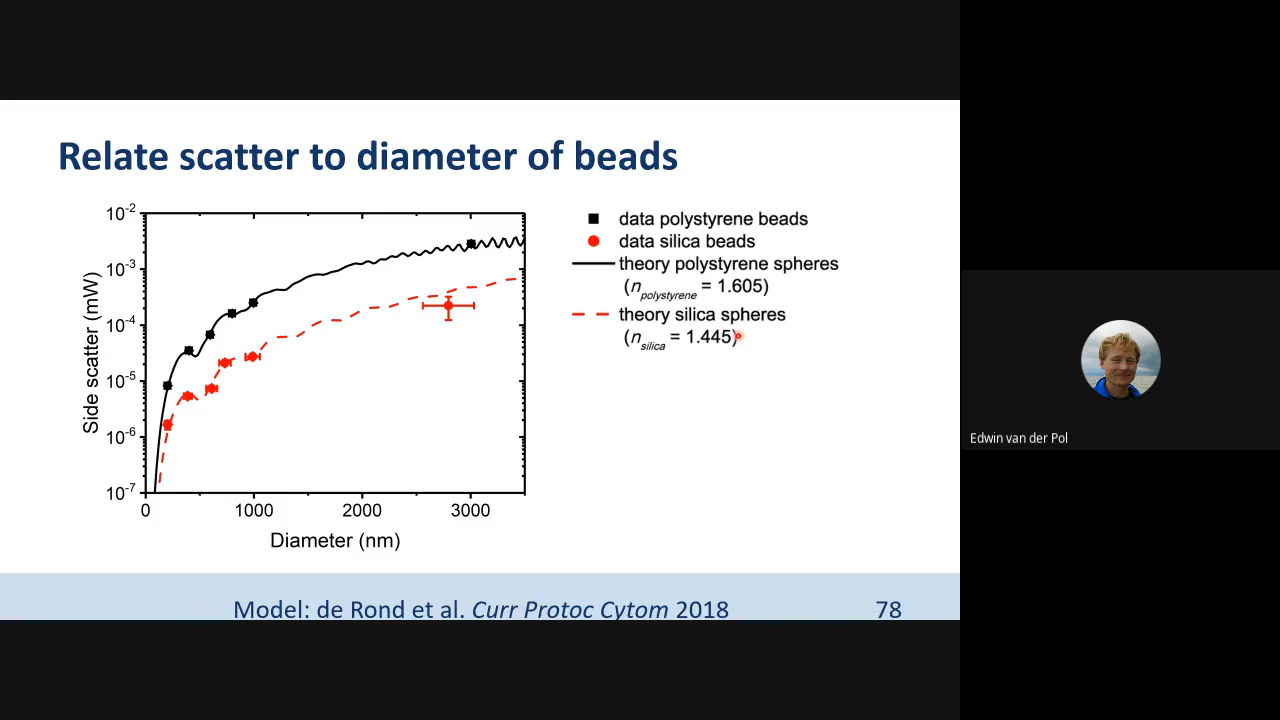 Relate scatter to diameter of beads
10-2
10-3
10-4
10-5
10-6
10-7
Side scatter (mW)
0 1000 2000 3000
Diameter (nm)
data polystyrene beads
data silica beads
theory polystyrene spheres
(npolystyrene = 1.605)
theory silica spheres
(nsilica = 1.445)
Model: de Rond et al. Curr Protoc Cytom 2018 78
Edwin van der Pol